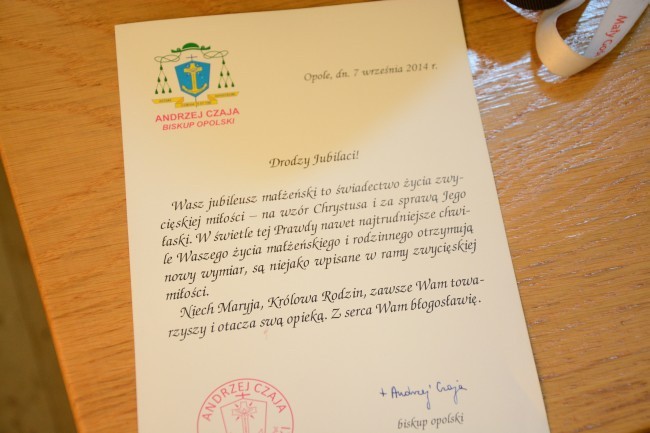 Mały Goś
Opole, dn. 7 września 2014 r.
ANDRZEJ CZAJA
BISKUP OPOLSKI
Drodzy Jubilaci!
Wasz jubileusz małżeński to świadectwo życia zwy-
cięskiej miłości – na wzór Chrystusa i za sprawą Jego
łaski. W świetle tej Prawdy nawet najtrudniejsze chwi-
le Waszego życia małżeńskiego i rodzinnego otrzymują
nowy wymiar, są niejako wpisane w ramy zwycięskiej
miłości.
Niech Maryja, Królowa Rodzin, zawsze Wam towa-
rzyszy i otacza swą opieką. Z serca Wam błogosławię.
ANDRZEJ CZAJA
+ Andrzej Czaja
biskup opolski